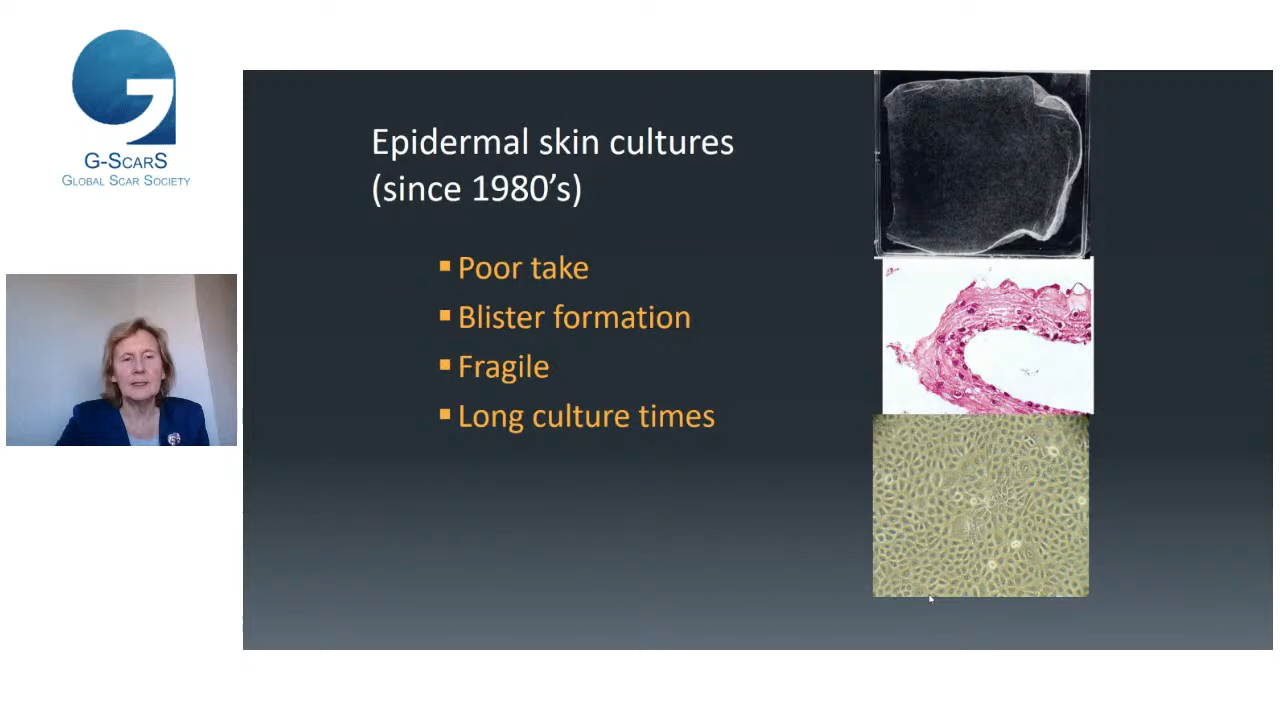 G-ScarS
Global Scar Society
Epidermal skin cultures
(since 1980’s)
Poor take
Blister formation
Fragile
Long culture times